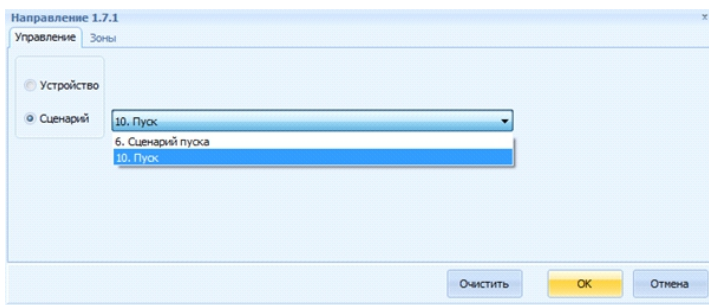 Направление 1.7.1
Управление Зоны
Устройство
Сценарий 10. Пуск
6. Сценарий пуска
10. Пуск
Очистить OK Отмена